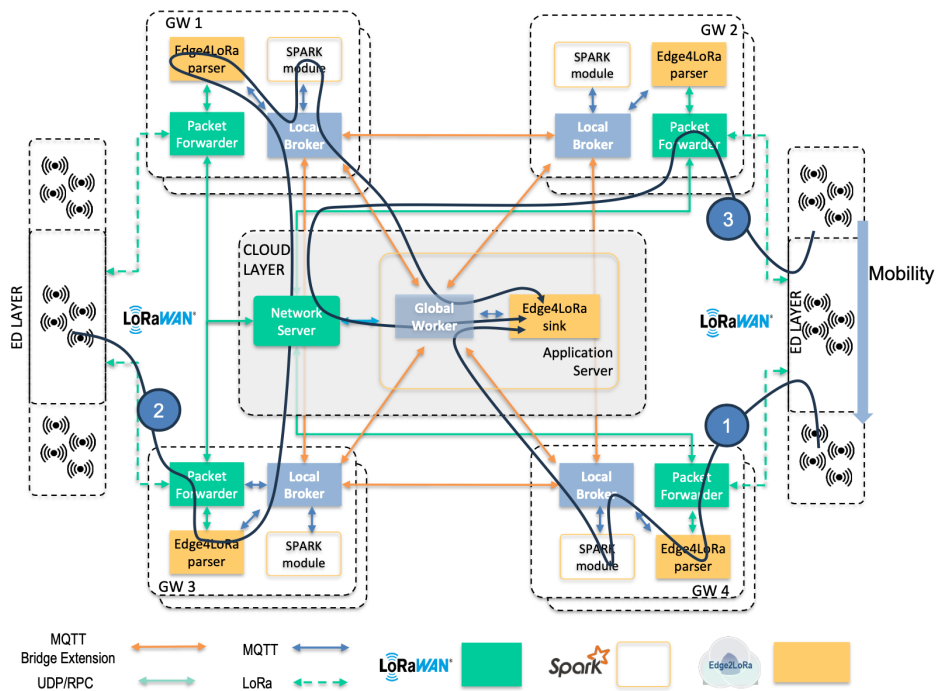 GW 1
Edge4LoRa
parser
SPARK
module
Packet
Forwarder
Local
Broker
GW 2
SPARK
module
Edge4LoRa
parser
Local
Broker
Packet
Forwarder
ED LAYER
LoRaWAN®
2
CLOUD
LAYER
Network
Server
Global
Worker
Edge4LoRa
sink
Application
Server
3
LoRaWAN®
ED LAYER
Mobility
1
Packet
Forwarder
Local
Broker
Edge4LoRa
parser
SPARK
module
GW 3
Local
Broker
Packet
Forwarder
SPARK
module
Edge4LoRa
parser
GW 4
MQTT
Bridge Extension
UDP/RPC
MQTT
LoRa
LoRaWAN®
Spark
Edge2LoRa